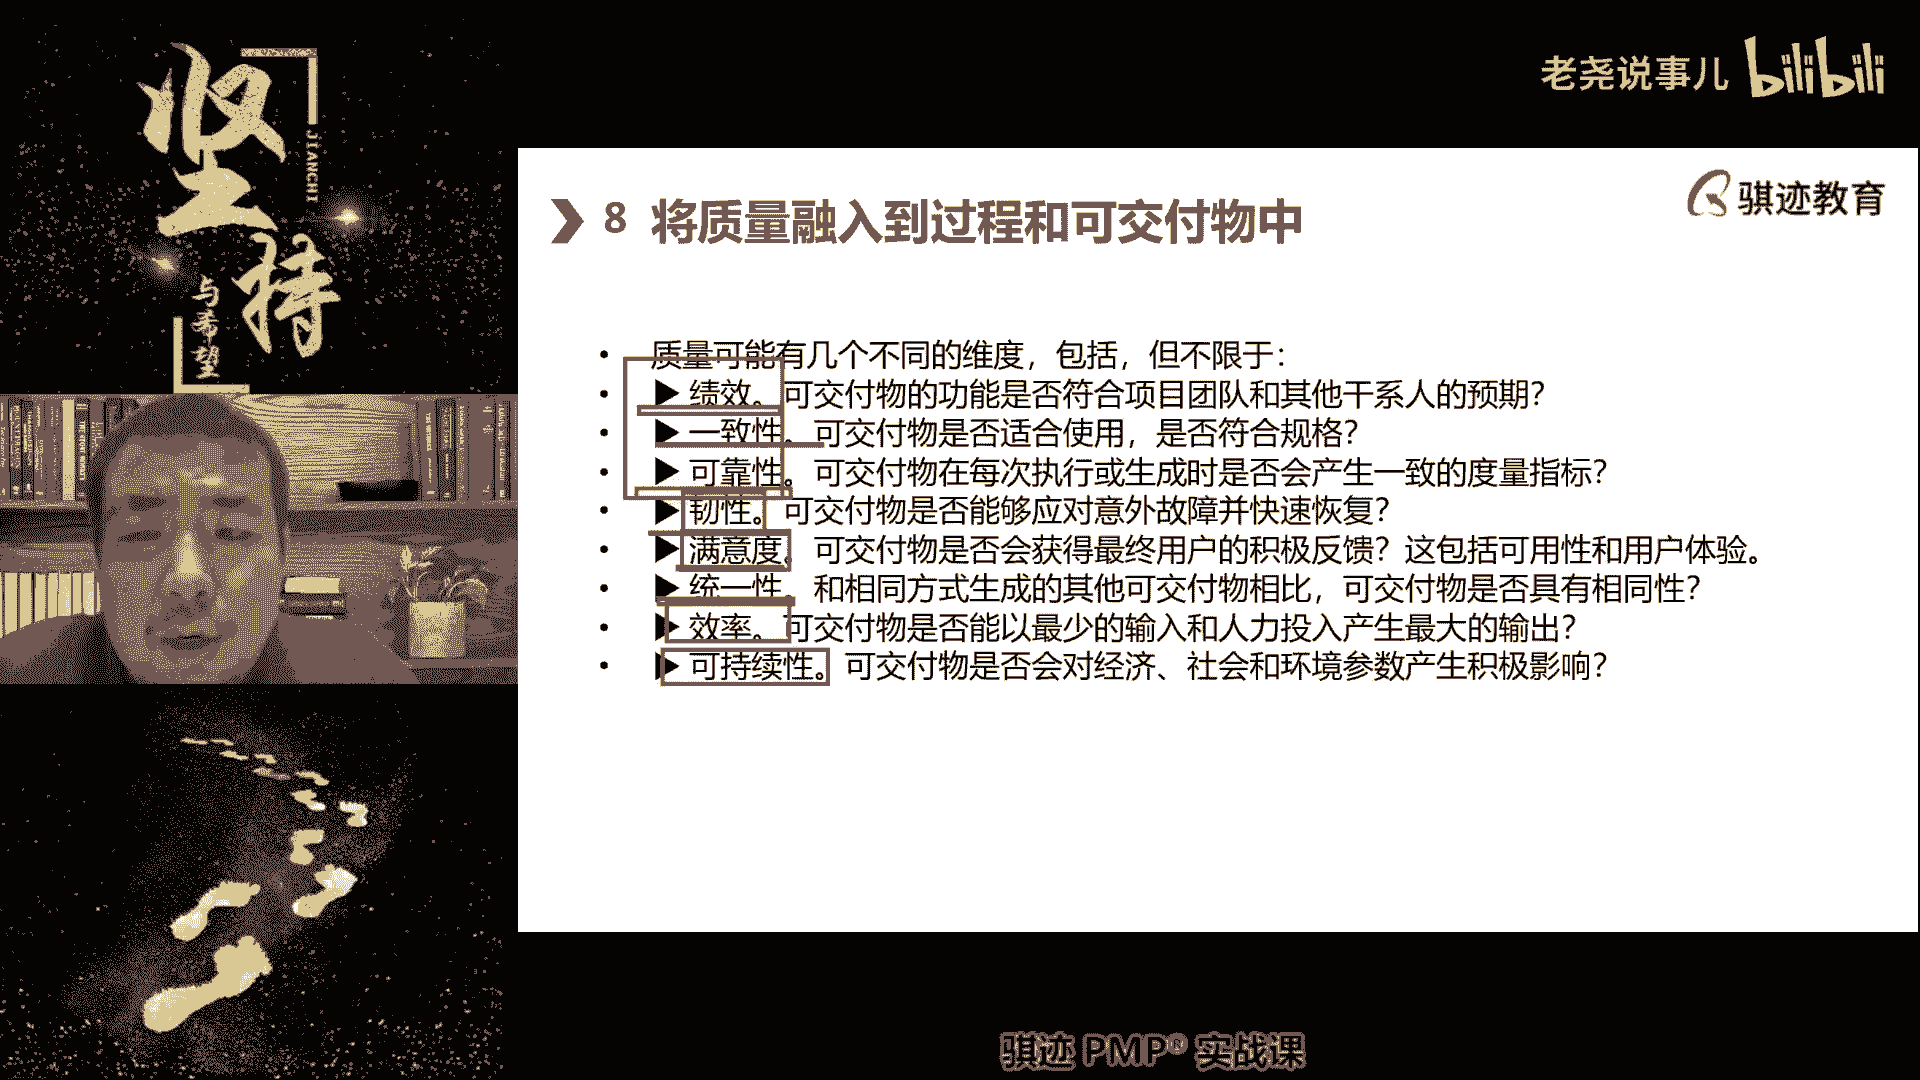 坚持
JIANCHI
与希望
老尧说事儿 bilibili
骐迹教育
8 将质量融入到过程和可交付物中
• 质量可能有几个不同的维度，包括，但不限于：
• ▶ 绩效。可交付物的功能是否符合项目团队和其他干系人的预期？
• ▶ 一致性。可交付物是否适合使用，是否符合规格？
• ▶ 可靠性。可交付物在每次执行或生成时是否会产生一致的度量指标？
• ▶ 韧性。可交付物是否能够应对意外故障并快速恢复？
• ▶ 满意度。可交付物是否会获得最终用户的积极反馈？这包括可用性和用户体验。
• ▶ 统一性。和相同方式生成的其他可交付物相比，可交付物是否具有相同性？
• ▶ 效率。可交付物是否能以最少的输入和人力投入产生最大的输出？
• ▶ 可持续性。可交付物是否会对经济、社会和环境参数产生积极影响？
骐迹 PMP® 实战课